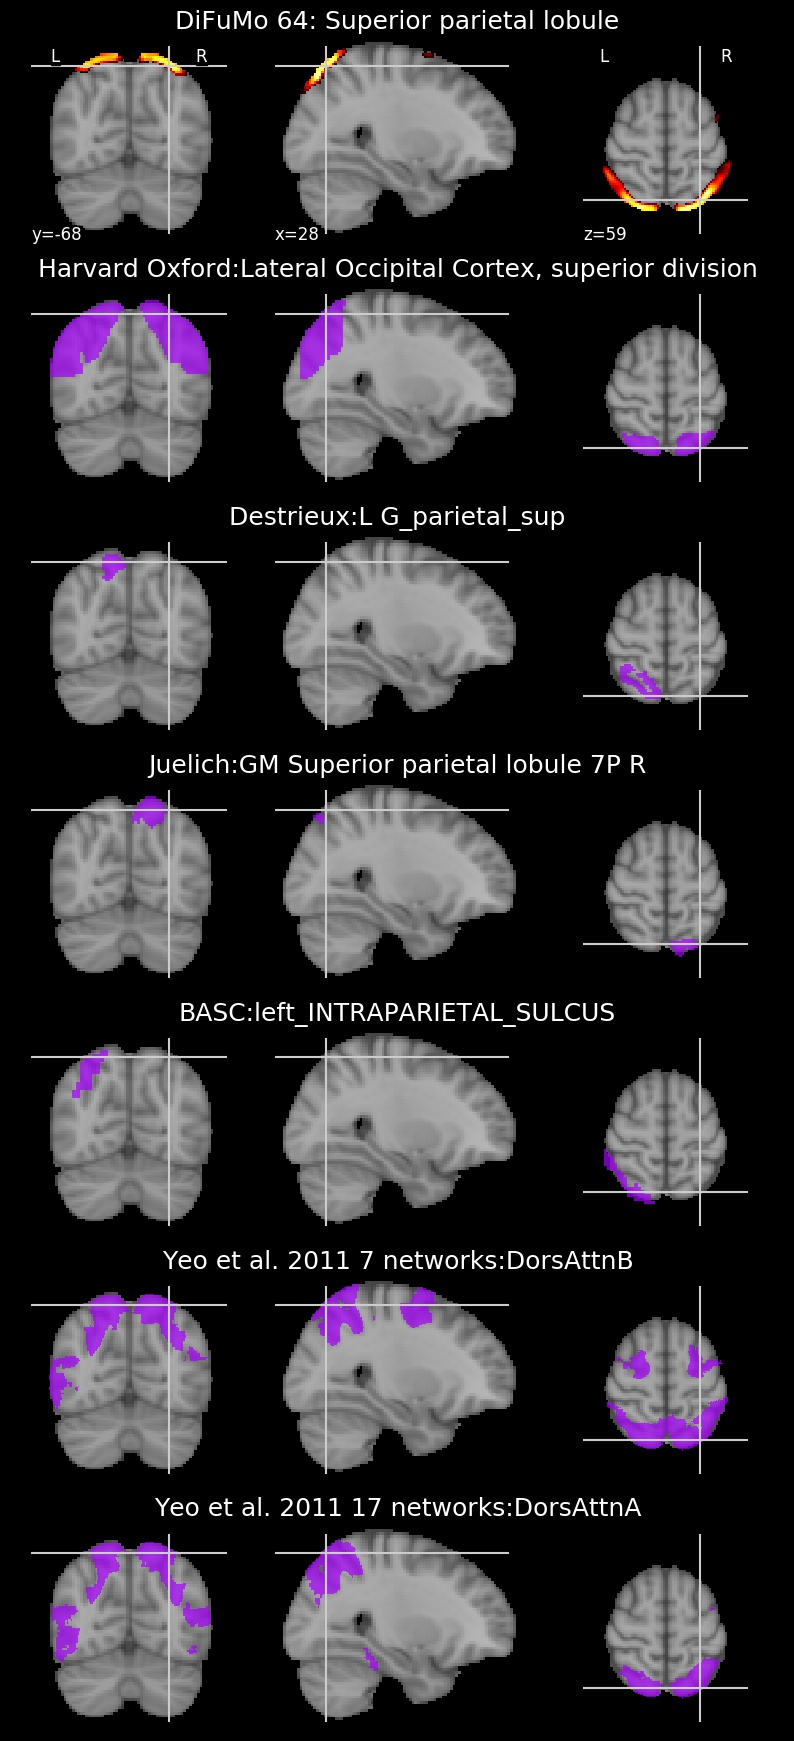 DiFuMo 64: Superior parietal lobule
L R L R
y=-68 x=28 z=59
Harvard Oxford:Lateral Occipital Cortex, superior division
Destrieux:L G_parietal_sup
Juelich:GM Superior parietal lobule 7P R
BASC:left_INTRAPARIETAL_SULCUS
Yeo et al. 2011 7 networks:DorsAttnB
Yeo et al. 2011 17 networks:DorsAttnA